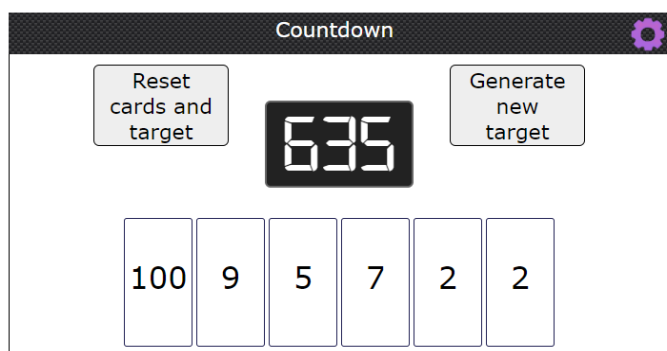 Countdown
Reset
cards and
target
635
Generate
new
target
100 9 5 7 2 2